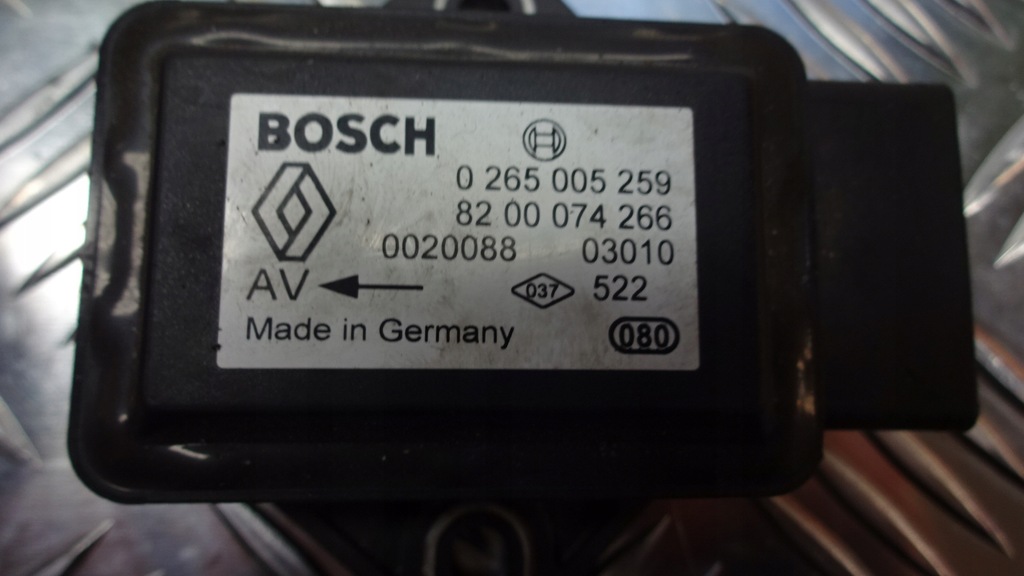 BOSCH
0 265 005 259
82 00 074 266
0020088 03010
AV 037 522
Made in Germany 080